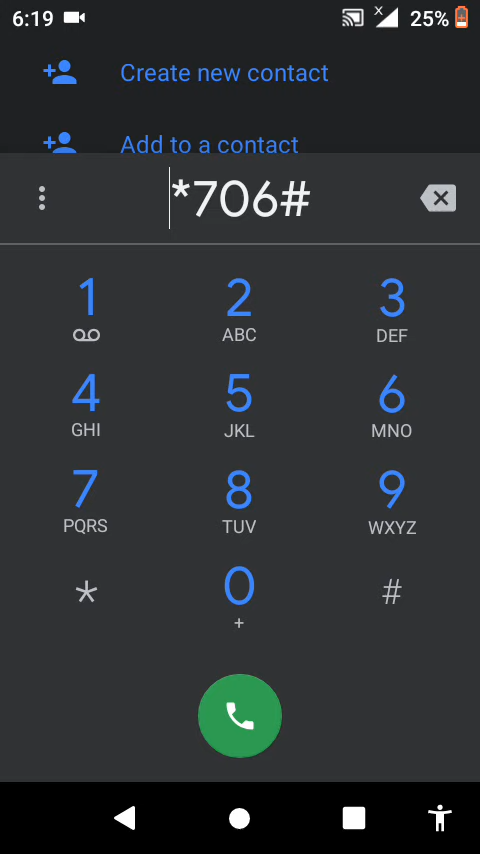 6:19 25%
Create new contact
Add to a contact
*706#
1 2 3
ABC DEF
4 5 6
GHI JKL MNO
7 8 9
PQRS TUV WXYZ
* 0 #
+